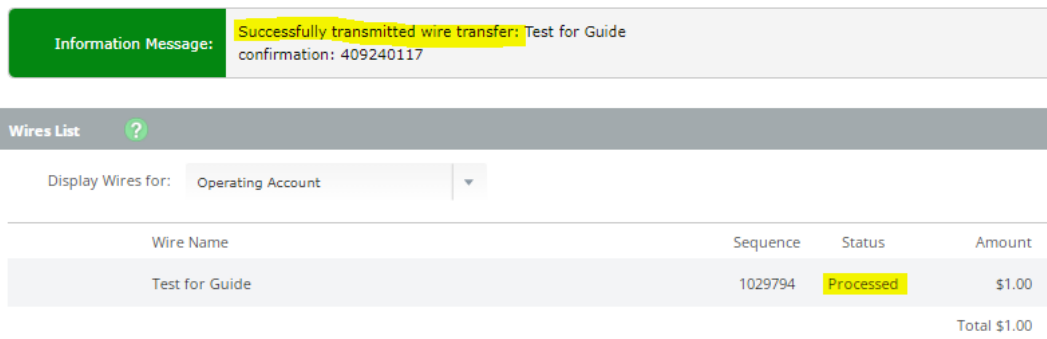 Information Message:
Successfully transmitted wire transfer: Test for Guide
confirmation: 409240117
Wires List ?
Display Wires for: Operating Account
Wire Name Sequence Status Amount
Test for Guide 1029794 Processed $1.00
Total $1.00